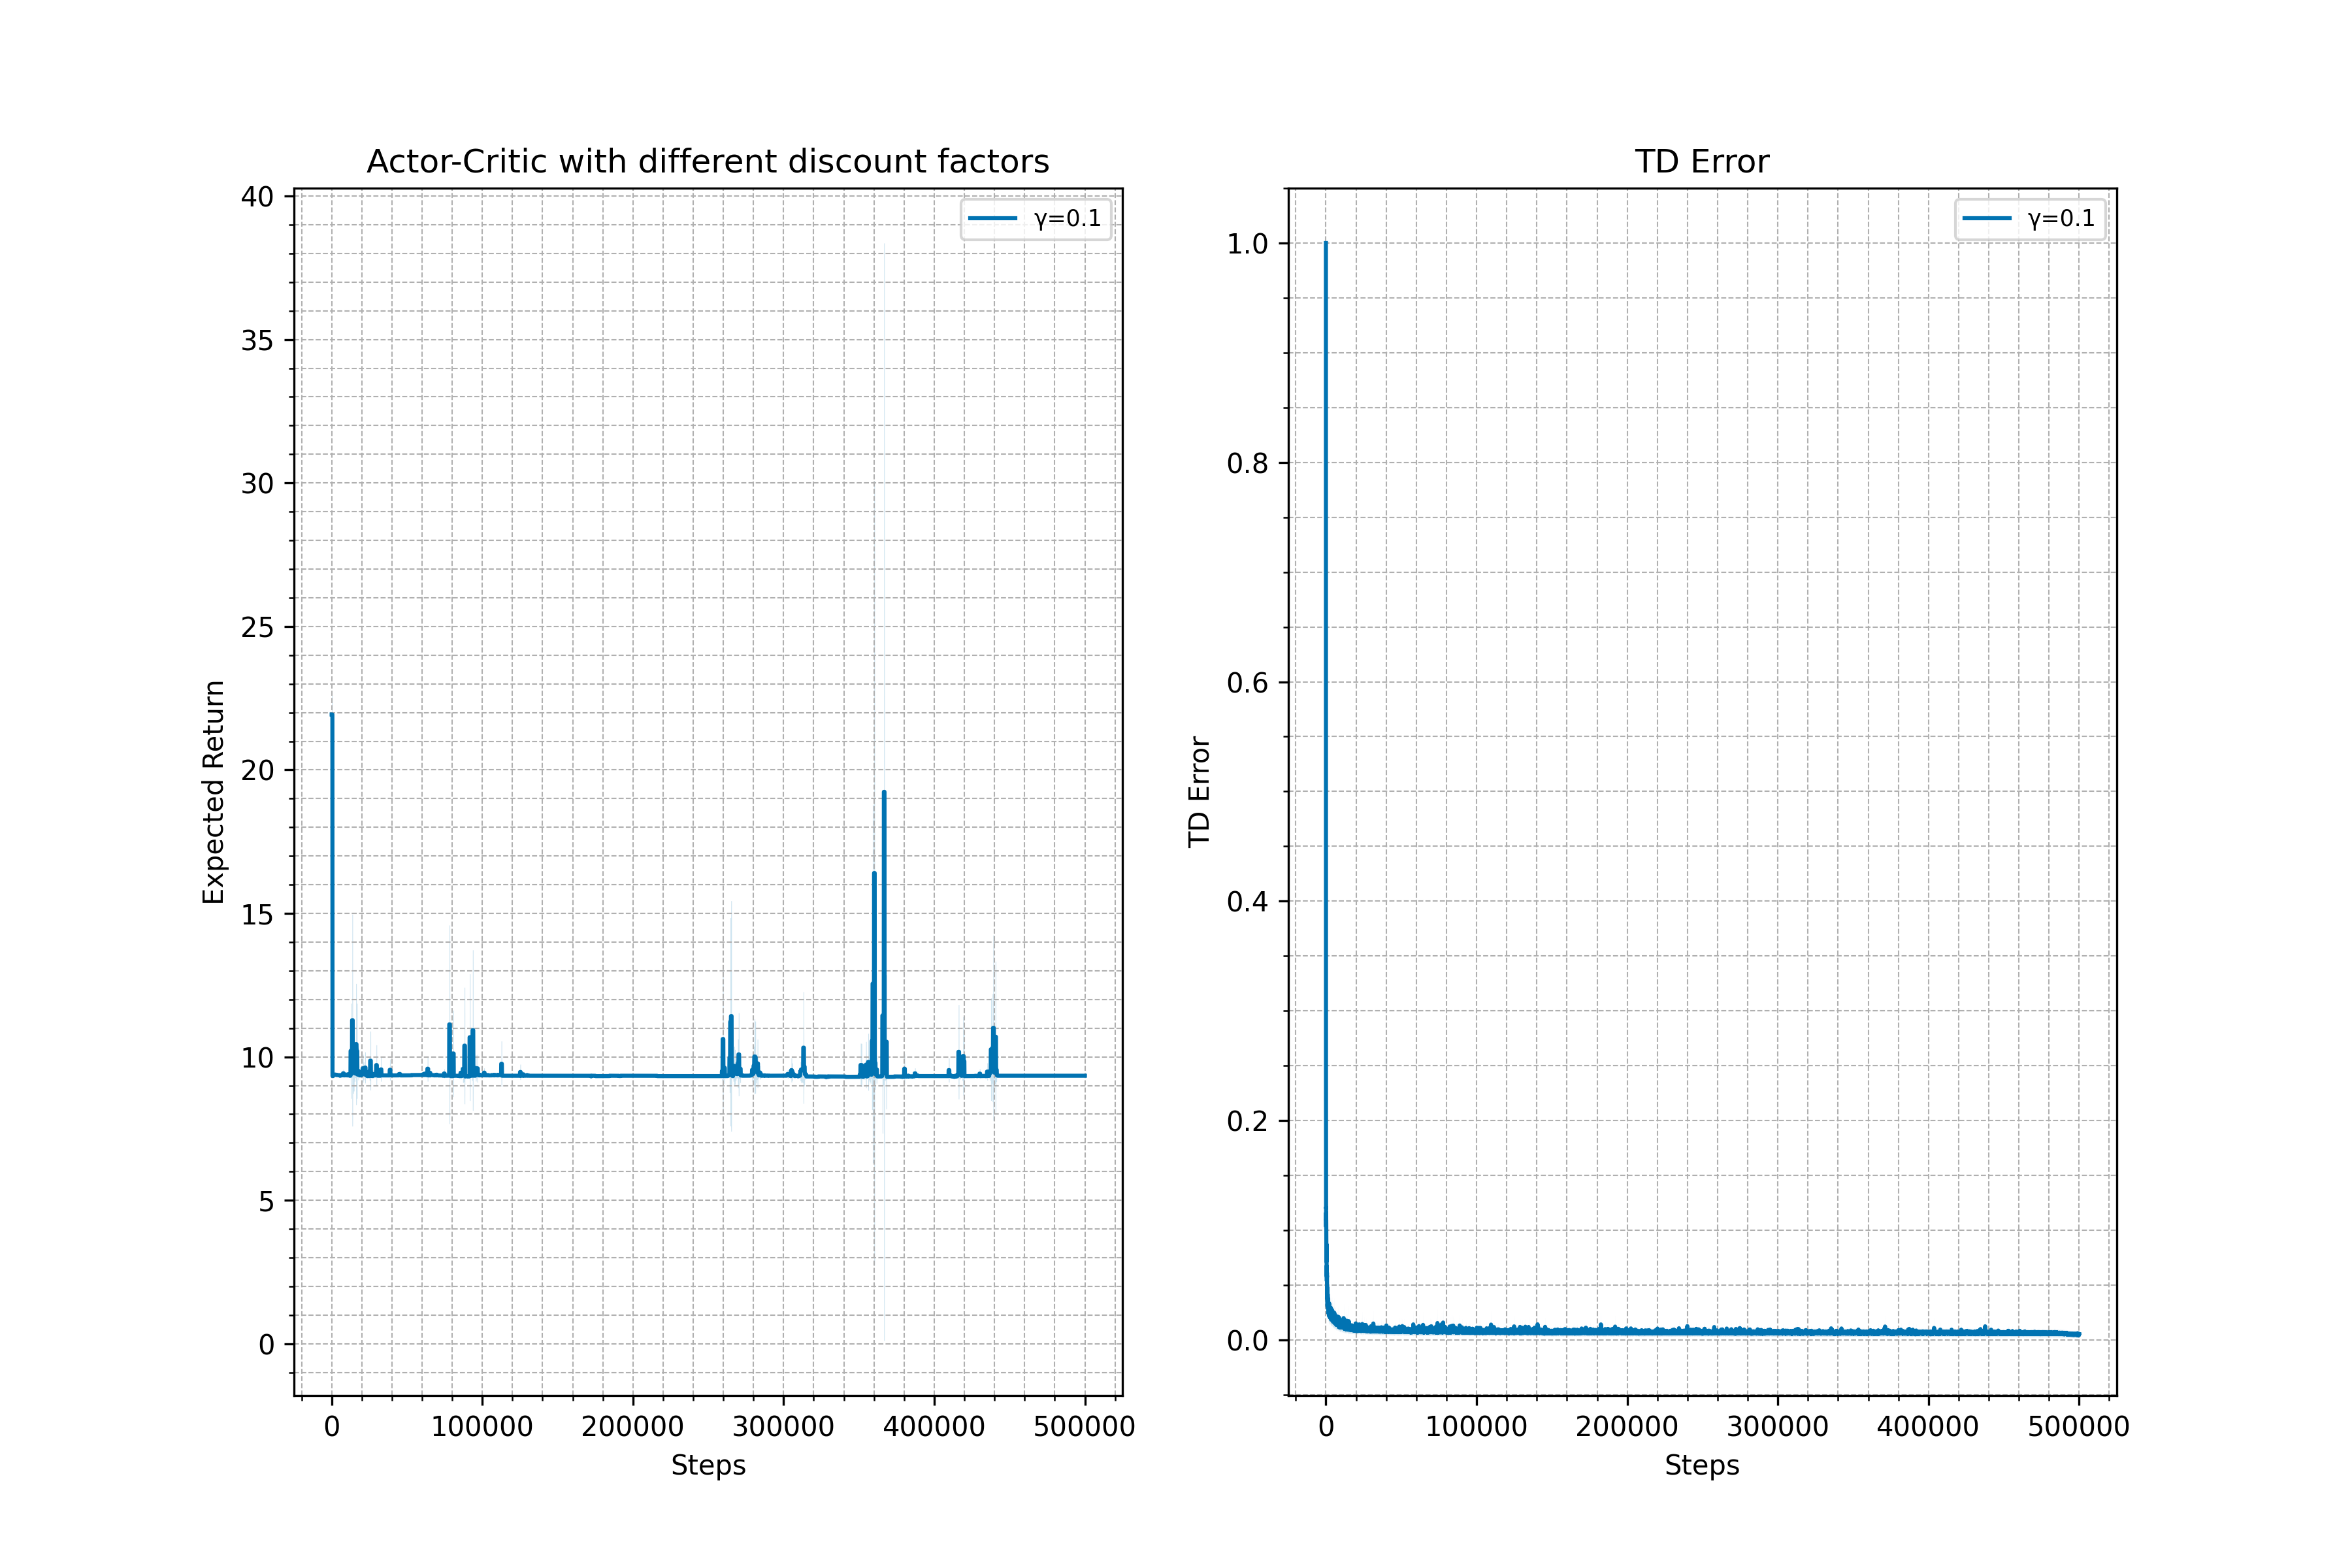 Actor-Critic with different discount factors
γ=0.1
Expected Return
40
35
30
25
20
15
10
5
0
0 100000 200000 300000 400000 500000
Steps
TD Error
γ=0.1
TD Error
1.0
0.8
0.6
0.4
0.2
0.0
0 100000 200000 300000 400000 500000
Steps